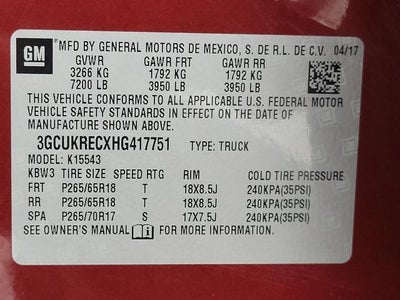 GM MFD BY GENERAL MOTORS DE MEXICO, S. DE R.L. DE C.V. 04/17
GVWR GAWR FRT GAWR RR
3266 KG 1792 KG 1792 KG
7200 LB 3950 LB 3950 LB
THIS VEHICLE CONFORMS TO ALL APPLICABLE U.S. FEDERAL MOTOR
VEHICLE SAFETY STANDARDS IN EFFECT ON THE DATE OF
MANUFACTURE SHOWN ABOVE.
3GCUKRECXHG417751 TYPE: TRUCK
MODEL: K15543
KBW3 TIRE SIZE SPEED RTG RIM COLD TIRE PRESSURE
FRT P265/65R18 T 18X8.5J 240KPA(35PSI)
RR P265/65R18 T 18X8.5J 240KPA(35PSI)
SPA P265/70R17 S 17X7.5J 240KPA(35PSI)
SEE OWNER'S MANUAL i FOR MORE INFORMATION.